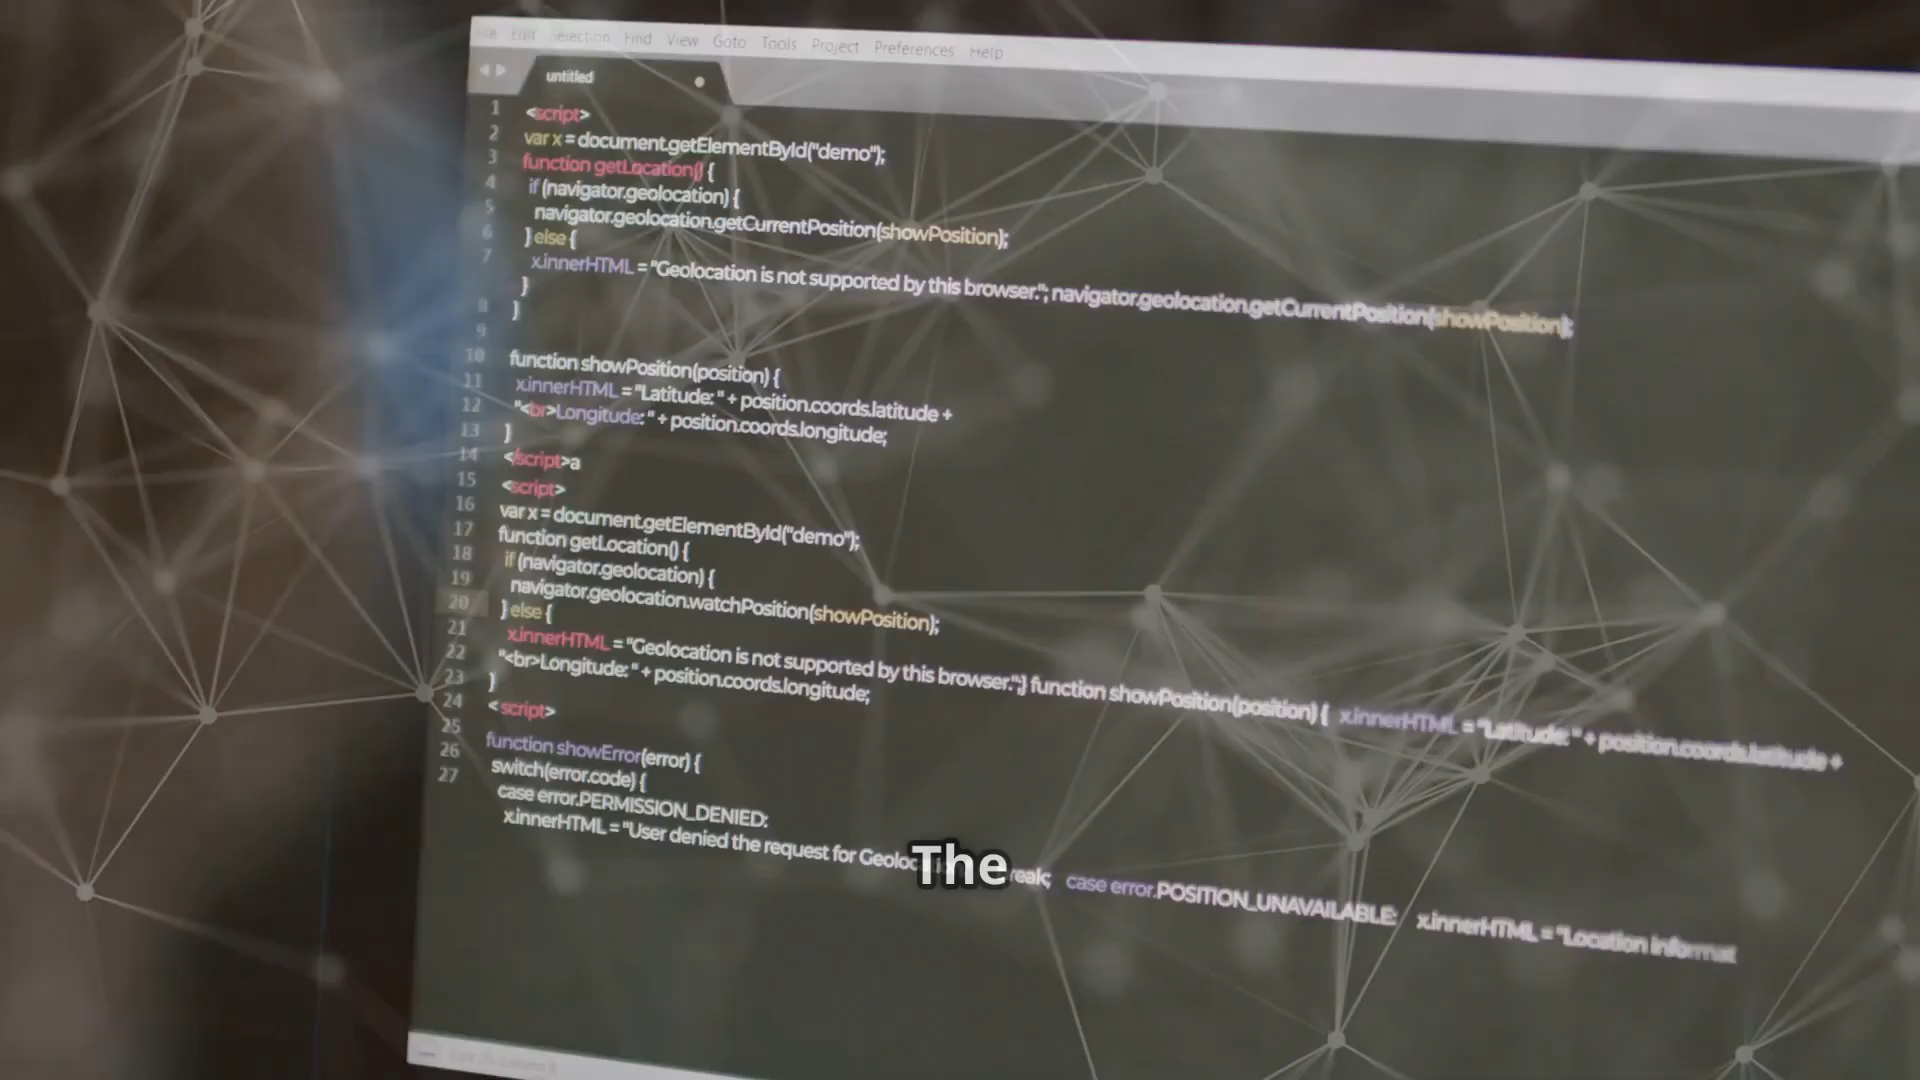 File Edit Selection Find View Goto Tools Project Preferences Help
untitled
1 <script>
2 var x = document.getElementById("demo");
3 function getLocation() {
4 if (navigator.geolocation) {
5 navigator.geolocation.getCurrentPosition(showPosition);
6 } else {
7 x.innerHTML = "Geolocation is not supported by this browser."; navigator.geolocation.getCurrentPosition(showPosition);
}
8 }
9
10 function showPosition(position) {
11 x.innerHTML = "Latitude: " + position.coords.latitude +
12 "<br>Longitude: " + position.coords.longitude;
13 }
14 </script>a
15 <script>
16 var x = document.getElementById("demo");
17 function getLocation() {
18 if (navigator.geolocation) {
19 navigator.geolocation.watchPosition(showPosition);
20 } else {
21 x.innerHTML = "Geolocation is not supported by this browser.";} function showPosition(position) { x.innerHTML = "Latitude: " + position.coords.latitude +
22 "<br>Longitude: " + position.coords.longitude;
23 }
24 < script>
25 function showError(error) {
26 switch(error.code) {
27 case error.PERMISSION_DENIED:
x.innerHTML = "User denied the request for Geoloc reak; case error.POSITION_UNAVAILABLE: x.innerHTML = "Location informat
The